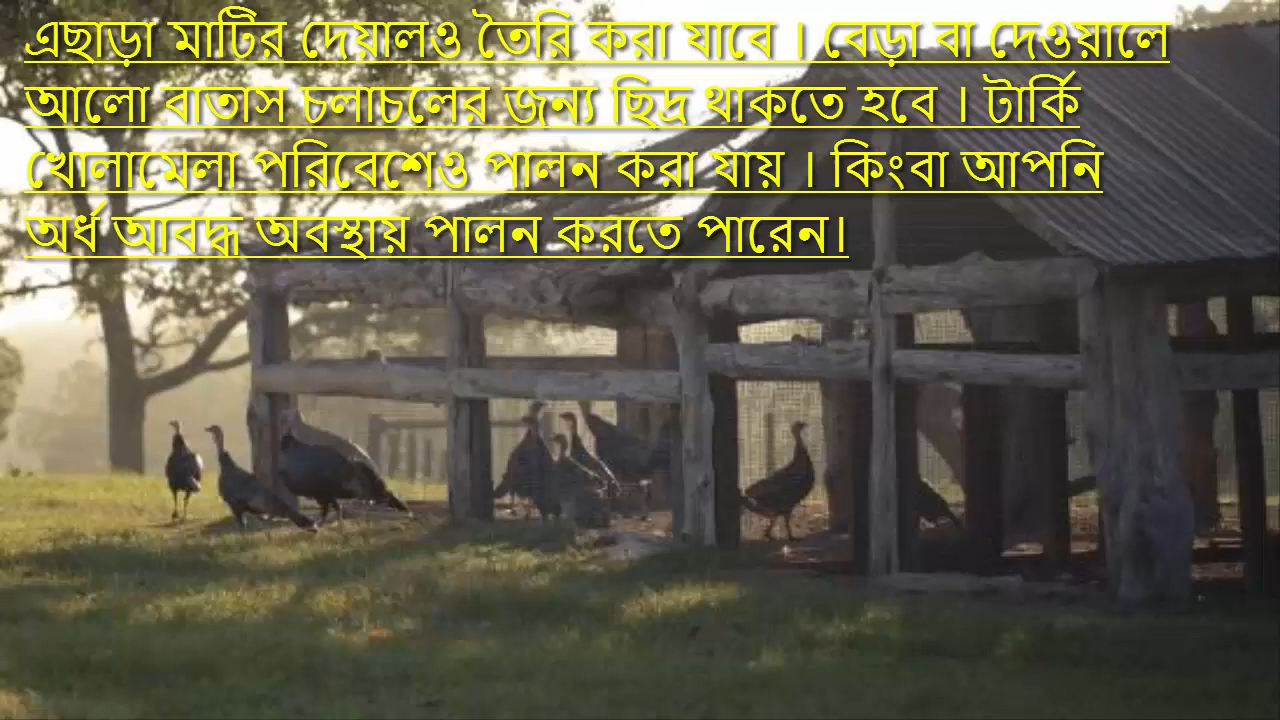 এছাড়া মাটির দেয়ালও তৈরি করা যাবে । বেড়া বা দেওয়ালে
আলো বাতাস চলাচলের জন্য ছিদ্র থাকতে হবে । টার্কি
খোলামেলা পরিবেশেও পালন করা যায় । কিংবা আপনি
অর্ধ আবদ্ধ অবস্থায় পালন করতে পারেন।